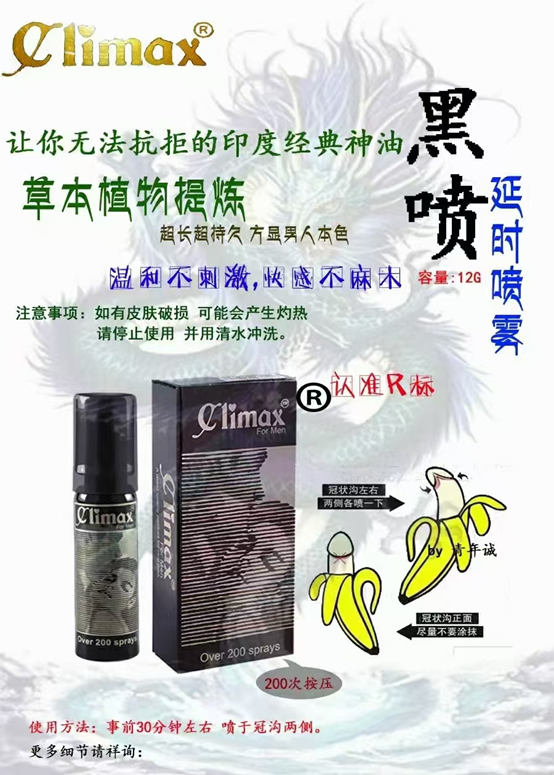 Climax®
让你无法抗拒的印度经典神油
草本植物提炼
超长超持久 方显男人本色
温和不刺激,快感不麻木
黑喷
延时喷雾
容量:12G
注意事项：如有皮肤破损 可能会产生灼热
请停止使用 并用清水冲洗。
®认准R标
Climax
For Men
Climax
Climax
For Men
Over 200 sprays
Over 200 sprays
200次按压
冠状沟左右
两侧各喷一下
by 青年诚
冠状沟正面
尽量不要涂抹
使用方法：事前30分钟左右 喷于冠沟两侧。
更多细节请祥询：